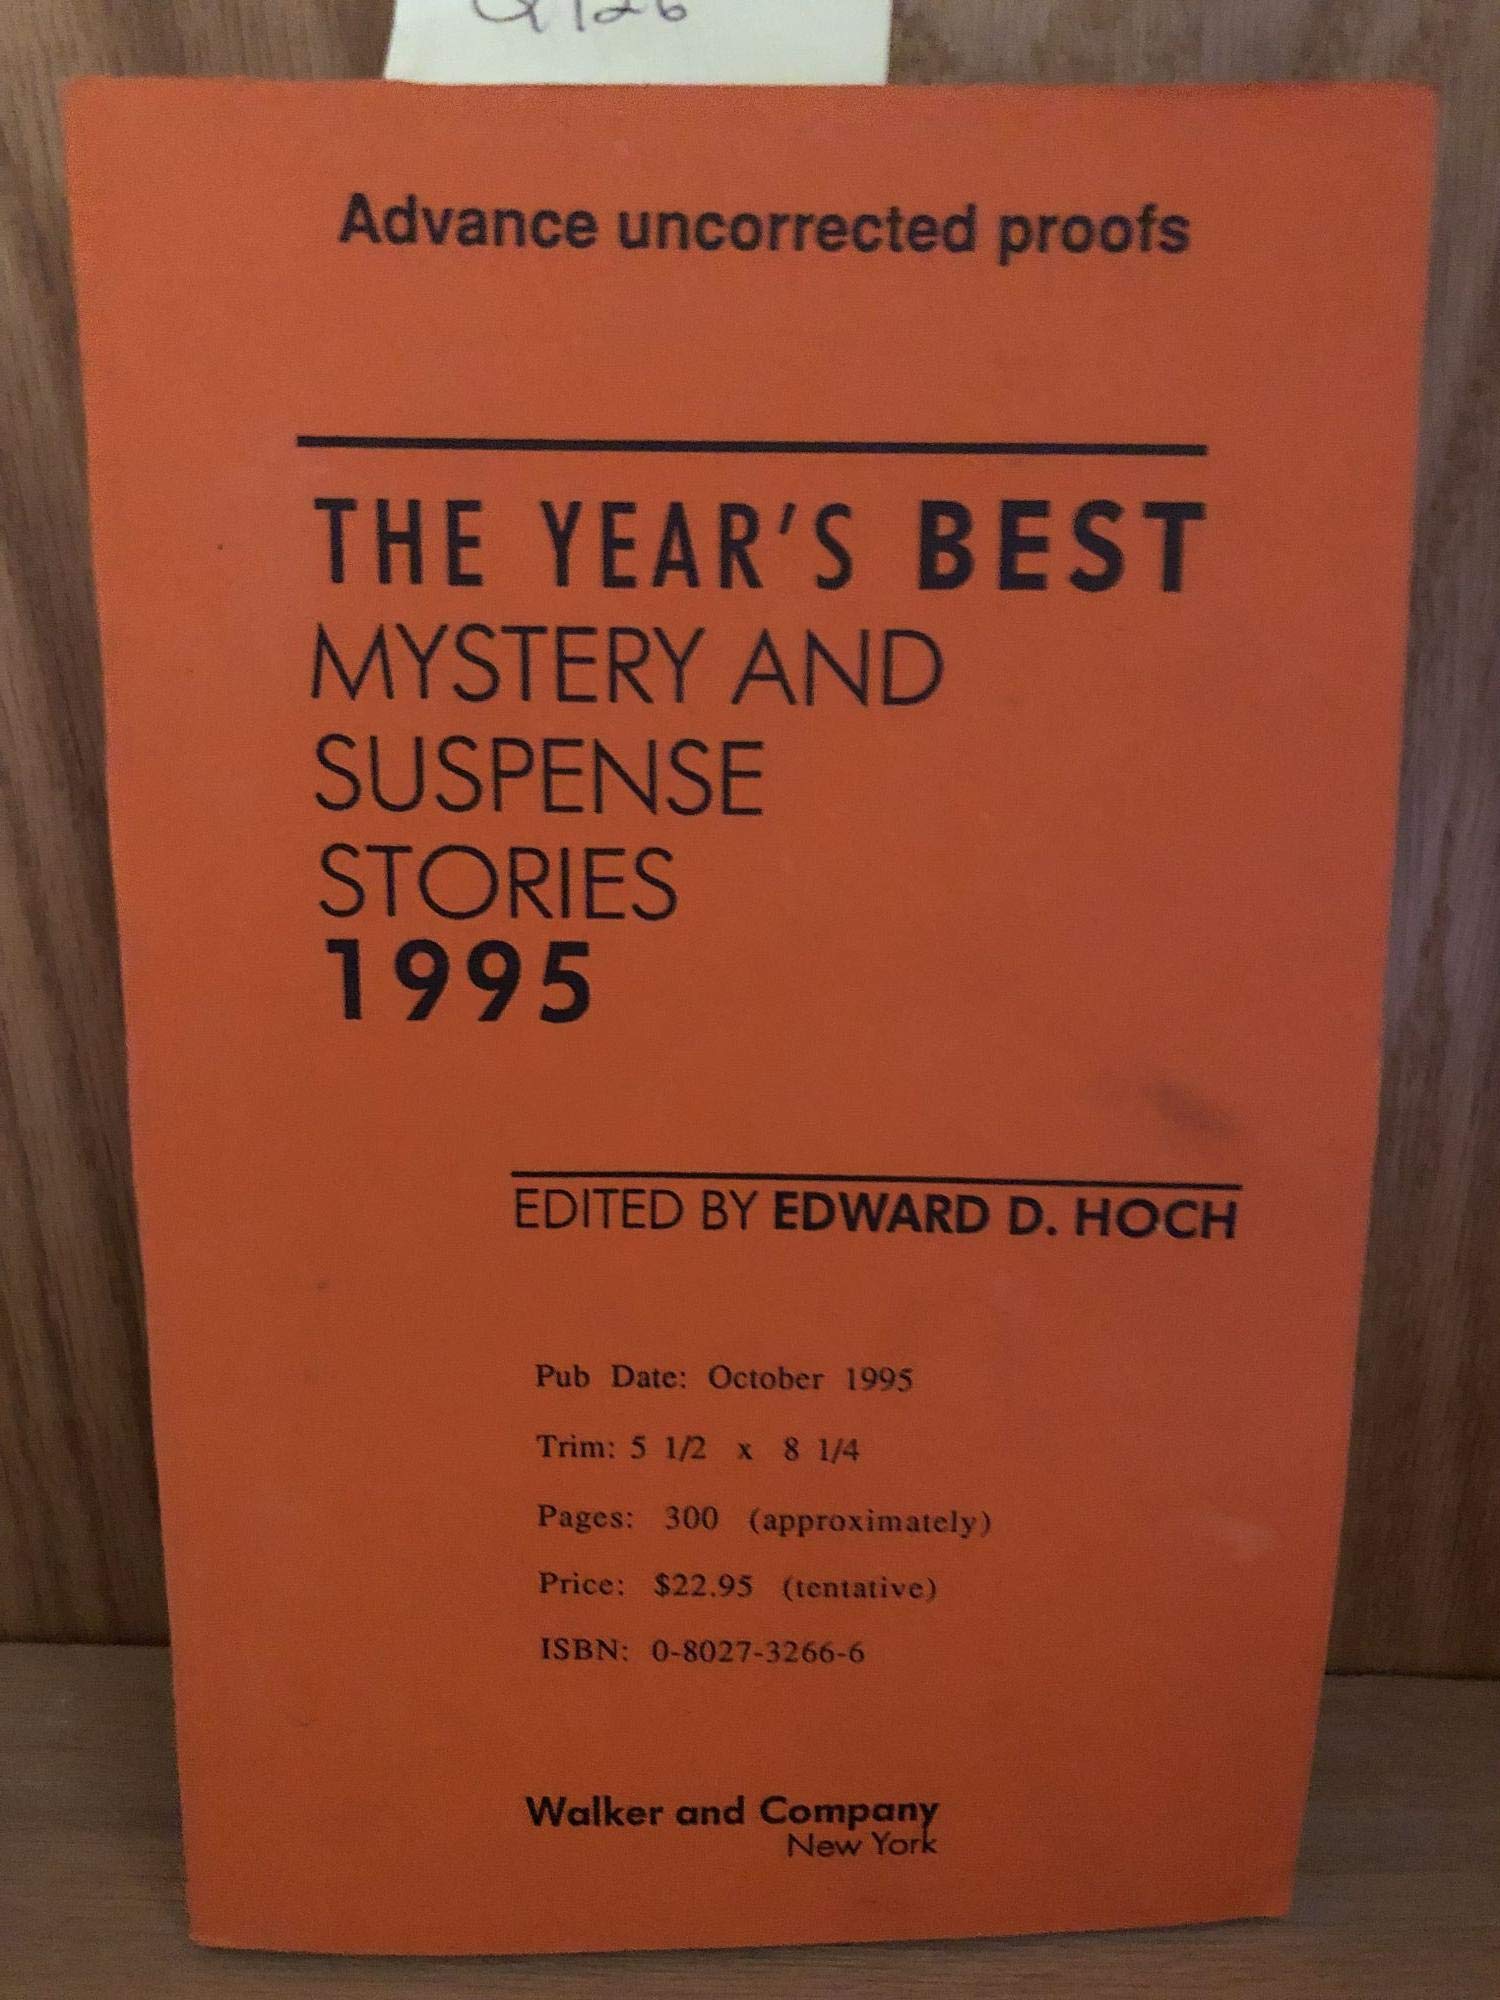 Advance uncorrected proofs
THE YEAR'S BEST
MYSTERY AND
SUSPENSE
STORIES
1995
EDITED BY EDWARD D. HOCH
Pub Date: October 1995
Trim: 5 1/2 x 8 1/4
Pages: 300 (approximately)
Price: $22.95 (tentative)
ISBN: 0-8027-3266-6
Walker and Company
New York